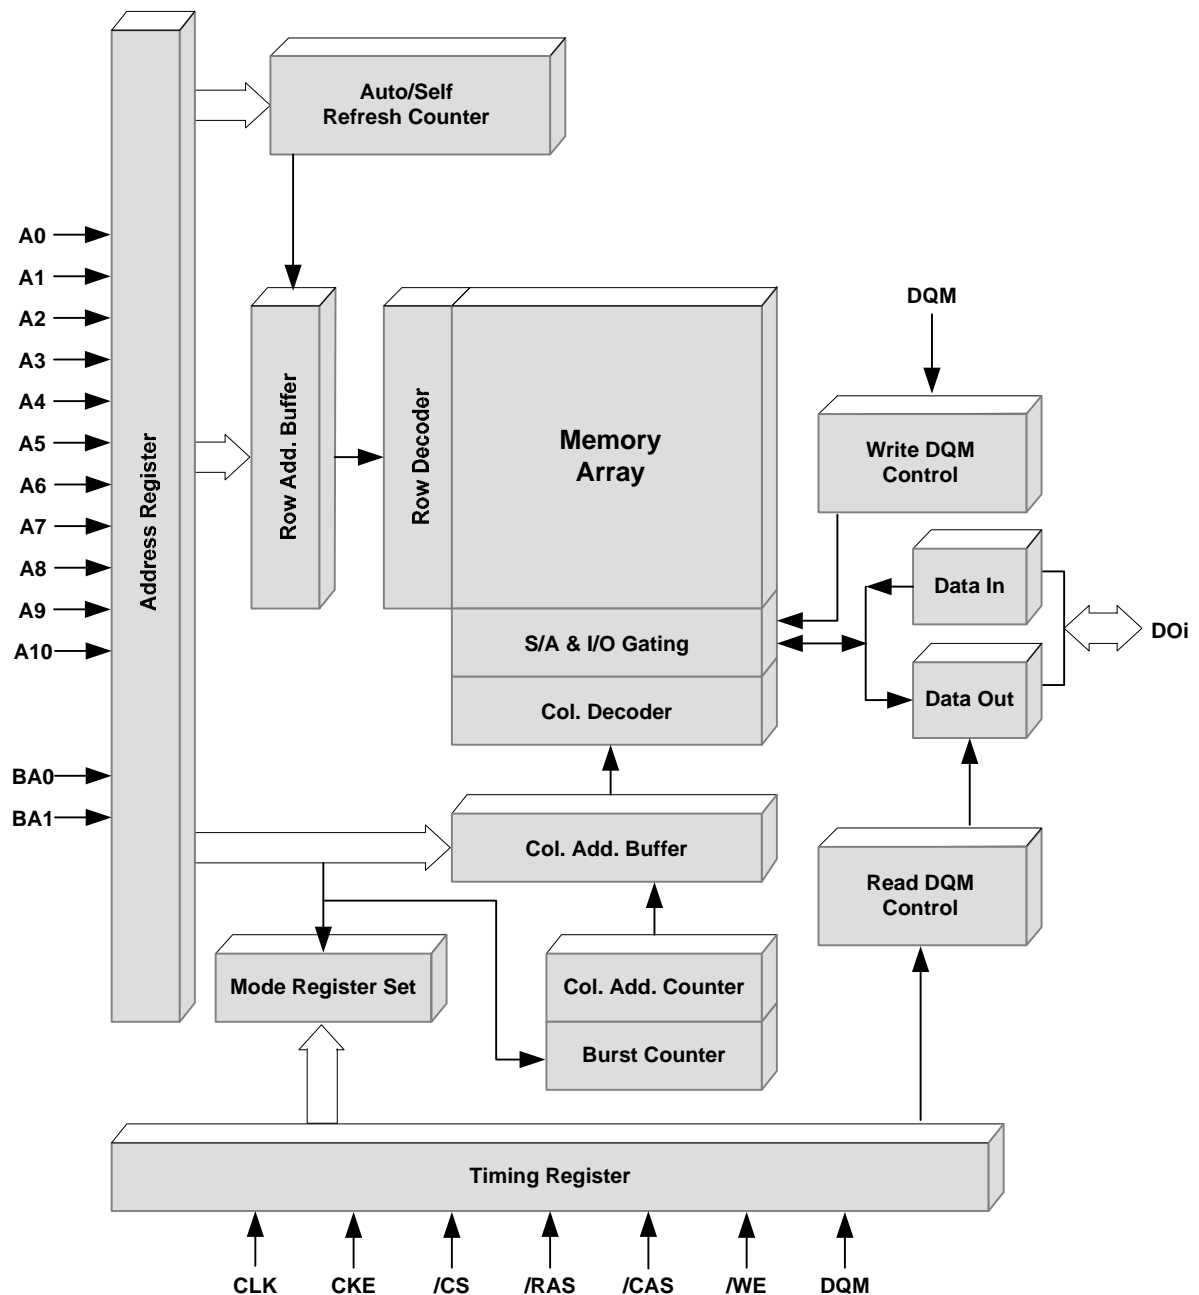 Auto/Self
Refresh Counter
A0
A1
A2
A3
A4
A5
A6
A7
A8
A9
A10
BA0
BA1
Address Register
Row Add. Buffer
Row Decoder
Memory
Array
S/A & I/O Gating
Col. Decoder
DQM
Write DQM
Control
Data In
Data Out
DOi
Col. Add. Buffer
Read DQM
Control
Mode Register Set
Col. Add. Counter
Burst Counter
Timing Register
CLK
CKE
/CS
/RAS
/CAS
/WE
DQM